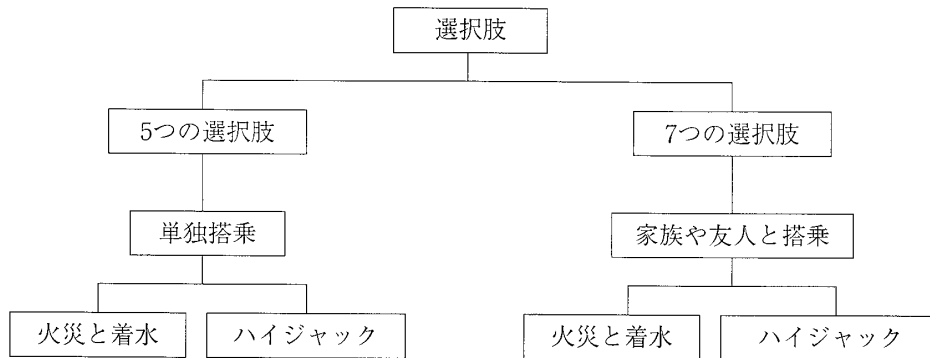 選択肢
5つの選択肢
7つの選択肢
単独搭乗
家族や友人と搭乗
火災と着水
ハイジャック
火災と着水
ハイジャック